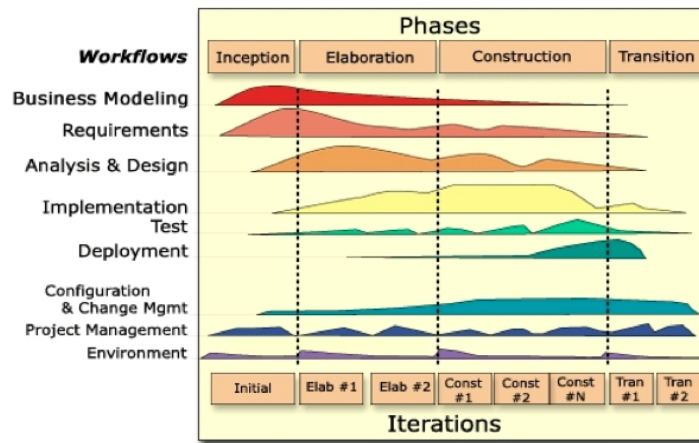 Phases
Workflows
Inception
Elaboration
Construction
Transition
Business Modeling
Requirements
Analysis & Design
Implementation
Test
Deployment
Configuration
& Change Mgmt
Project Management
Environment
Initial
Elab #1
Elab #2
Const
#1
Const
#2
Const
#N
Tran
#1
Tran
#2
Iterations